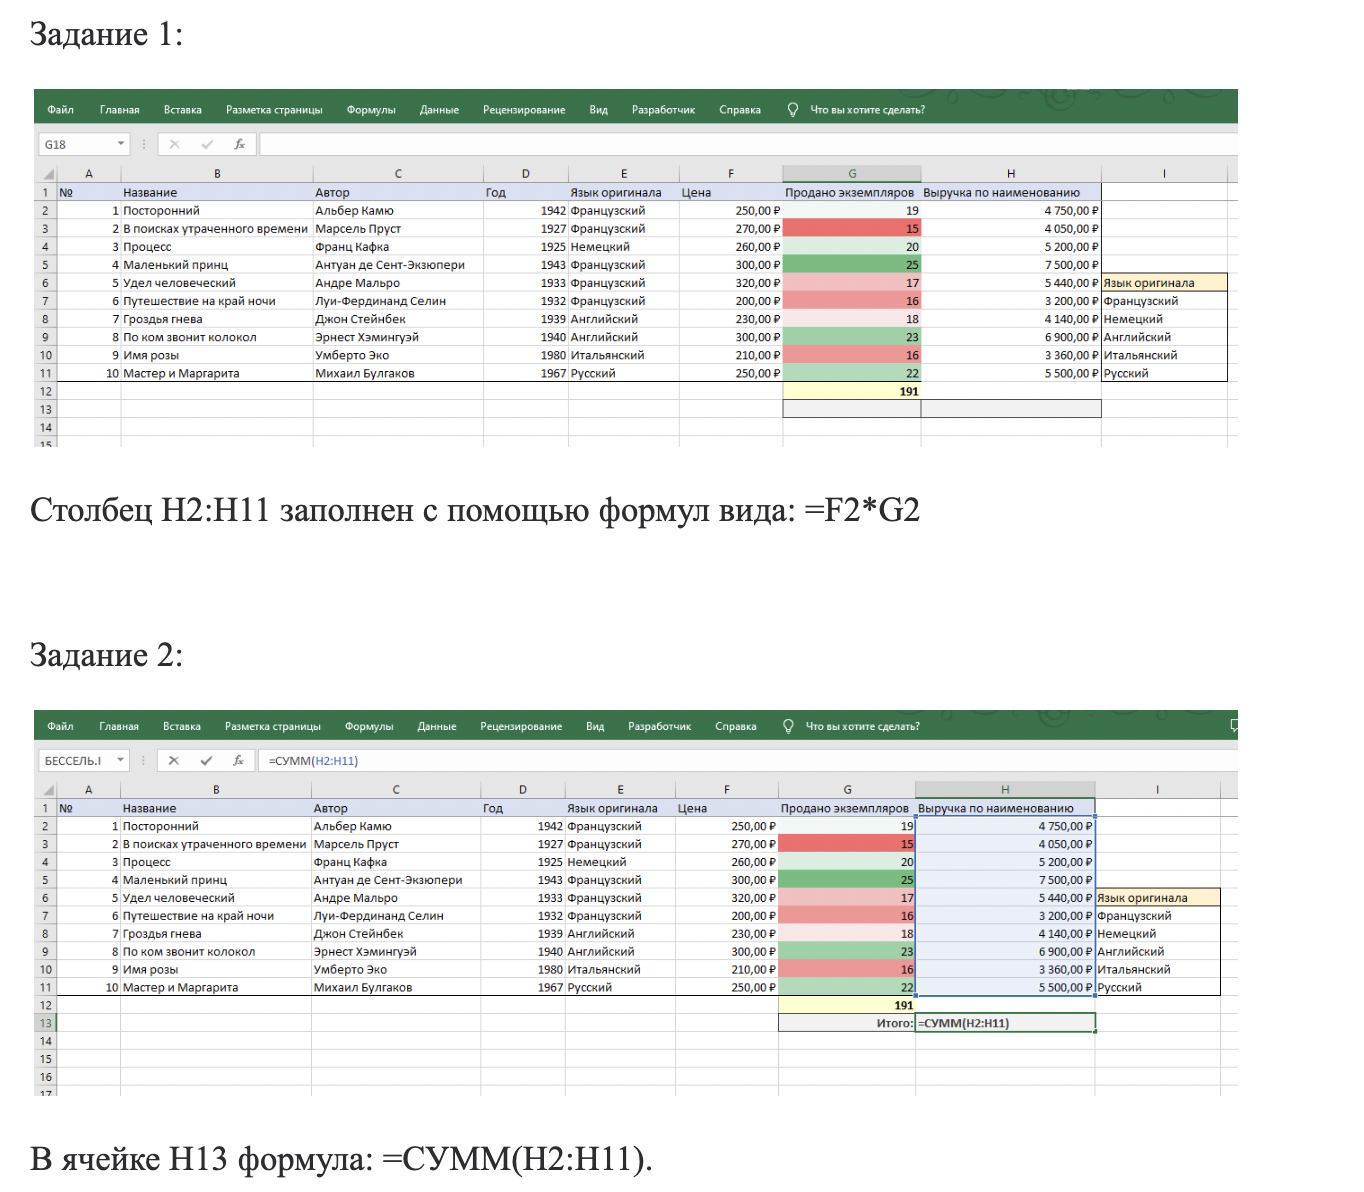 Задание 1:
Файл Главная Вставка Разметка страницы Формулы Данные Рецензирование Вид Разработчик Справка Что вы хотите сделать?
G18 fx
A B C D E F G H I
1 № Название Автор Год Язык оригинала Цена Продано экземпляров Выручка по наименованию
2 1 Посторонний Альбер Камю 1942 Французский 250,00 ₽ 19 4 750,00 ₽
3 2 В поисках утраченного времени Марсель Пруст 1927 Французский 270,00 ₽ 15 4 050,00 ₽
4 3 Процесс Франц Кафка 1925 Немецкий 260,00 ₽ 20 5 200,00 ₽
5 4 Маленький принц Антуан де Сент-Экзюпери 1943 Французский 300,00 ₽ 25 7 500,00 ₽
6 5 Удел человеческий Андре Мальро 1933 Французский 320,00 ₽ 17 5 440,00 ₽ Язык оригинала
7 6 Путешествие на край ночи Луи-Фердинанд Селин 1932 Французский 200,00 ₽ 16 3 200,00 ₽ Французский
8 7 Гроздья гнева Джон Стейнбек 1939 Английский 230,00 ₽ 18 4 140,00 ₽ Немецкий
9 8 По ком звонит колокол Эрнест Хэмингуэй 1940 Английский 300,00 ₽ 23 6 900,00 ₽ Английский
10 9 Имя розы Умберто Эко 1980 Итальянский 210,00 ₽ 16 3 360,00 ₽ Итальянский
11 10 Мастер и Маргарита Михаил Булгаков 1967 Русский 250,00 ₽ 22 5 500,00 ₽ Русский
12 191
13
14
15
Столбец H2:H11 заполнен с помощью формул вида: =F2*G2
Задание 2:
Файл Главная Вставка Разметка страницы Формулы Данные Рецензирование Вид Разработчик Справка Что вы хотите сделать?
БЕССЕЛЬ.I fx =СУММ(H2:H11)
A B C D E F G H I
1 № Название Автор Год Язык оригинала Цена Продано экземпляров Выручка по наименованию
2 1 Посторонний Альбер Камю 1942 Французский 250,00 ₽ 19 4 750,00 ₽
3 2 В поисках утраченного времени Марсель Пруст 1927 Французский 270,00 ₽ 15 4 050,00 ₽
4 3 Процесс Франц Кафка 1925 Немецкий 260,00 ₽ 20 5 200,00 ₽
5 4 Маленький принц Антуан де Сент-Экзюпери 1943 Французский 300,00 ₽ 25 7 500,00 ₽
6 5 Удел человеческий Андре Мальро 1933 Французский 320,00 ₽ 17 5 440,00 ₽ Язык оригинала
7 6 Путешествие на край ночи Луи-Фердинанд Селин 1932 Французский 200,00 ₽ 16 3 200,00 ₽ Французский
8 7 Гроздья гнева Джон Стейнбек 1939 Английский 230,00 ₽ 18 4 140,00 ₽ Немецкий
9 8 По ком звонит колокол Эрнест Хэмингуэй 1940 Английский 300,00 ₽ 23 6 900,00 ₽ Английский
10 9 Имя розы Умберто Эко 1980 Итальянский 210,00 ₽ 16 3 360,00 ₽ Итальянский
11 10 Мастер и Маргарита Михаил Булгаков 1967 Русский 250,00 ₽ 22 5 500,00 ₽ Русский
12 191
13 Итого: =СУММ(H2:H11)
14
15
16
17
В ячейке H13 формула: =СУММ(H2:H11).